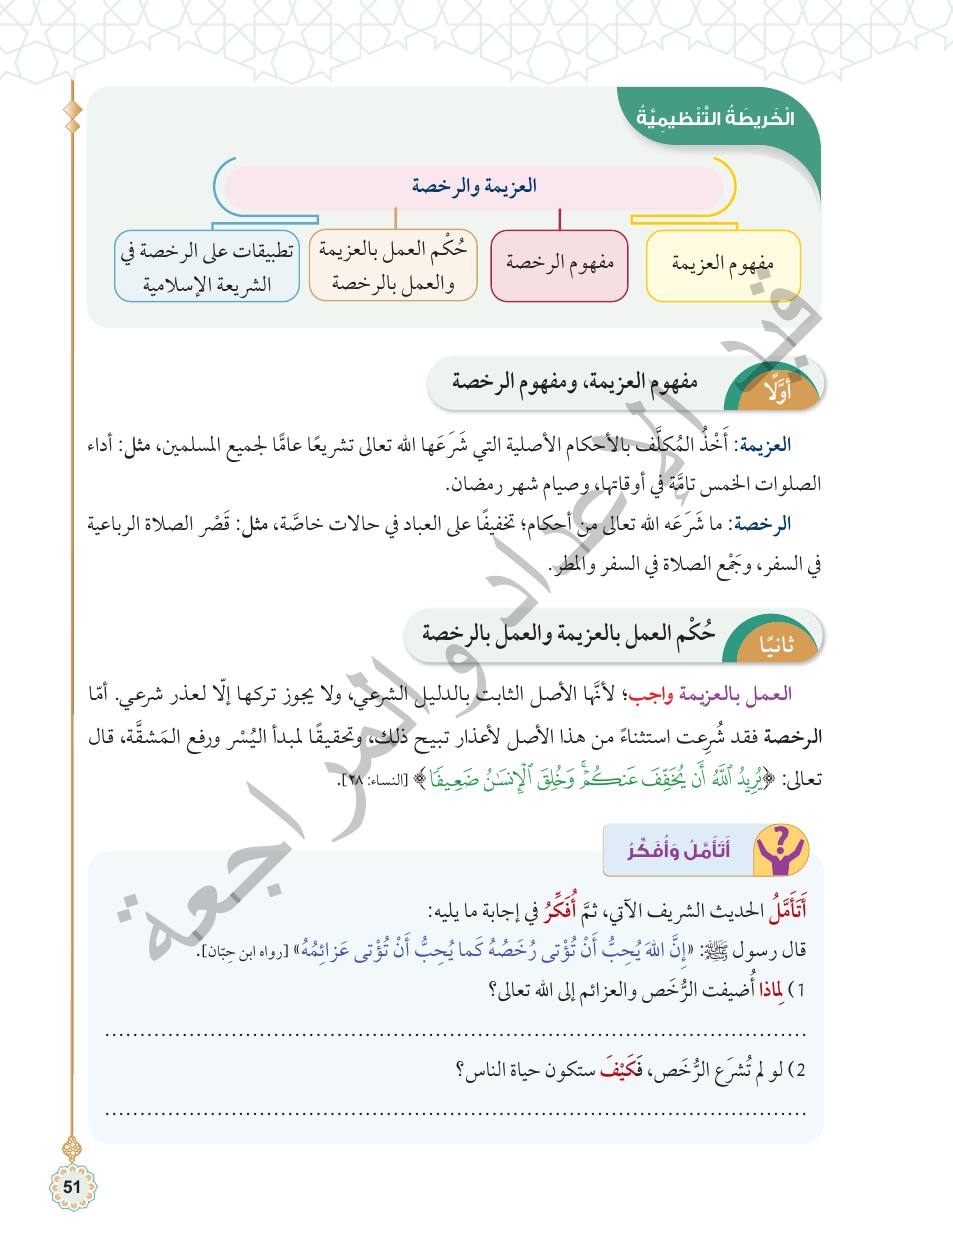 الْخَرِيطَةُ التَّنْظِيمِيَّةُ
العزيمة والرخصة
مفهوم العزيمة
مفهوم الرخصة
حُكْم العمل بالعزيمة
والعمل بالرخصة
تطبيقات على الرخصة في
الشريعة الإسلامية
أوَّلًا
مفهوم العزيمة، ومفهوم الرخصة
العزيمة: أَخْذُ المُكلَّف بالأحكام الأصلية التي شَرَعَها الله تعالى تشريعًا عامًّا لجميع المسلمين، مثل: أداء
الصلوات الخمس تامَّة في أوقاتها، وصيام شهر رمضان.
الرخصة: ما شَرَعَه الله تعالى من أحكام؛ تخفيفًا على العباد في حالات خاصَّة، مثل: قَصْر الصلاة الرباعية
في السفر، وجَمْع الصلاة في السفر والمطر.
ثانيًا
حُكْم العمل بالعزيمة والعمل بالرخصة
العمل بالعزيمة واجب؛ لأنَّها الأصل الثابت بالدليل الشرعي، ولا يجوز تركها إلّا لعذر شرعي. أمّا
الرخصة فقد شُرِعت استثناءً من هذا الأصل لأعذار تبيح ذلك، وتحقيقًا لمبدأ اليُسْر ورفع المَشقَّة، قال
تعالى: ﴿يُرِيدُ ٱللَّهُ أَن يُخَفِّفَ عَنكُمْۚ وَخُلِقَ ٱلْإِنسَٰنُ ضَعِيفًا﴾ [النساء: ٢٨].
أَتَأَمَّلُ وَأُفَكِّرُ
أَتَأَمَّلُ الحديث الشريف الآتي، ثمَّ أُفَكِّرُ في إجابة ما يليه:
قال رسول ﷺ: «إِنَّ اللهَ يُحِبُّ أَنْ تُؤْتى رُخَصُهُ كَما يُحِبُّ أَنْ تُؤْتى عَزائِمُهُ» [رواه ابن حِبّان].
1) لِماذا أُضيفت الرُّخَص والعزائم إلى الله تعالى؟
2) لو لم تُشرَع الرُّخَص، فَكَيْفَ ستكون حياة الناس؟
51
قيد الإعداد والمراجعة